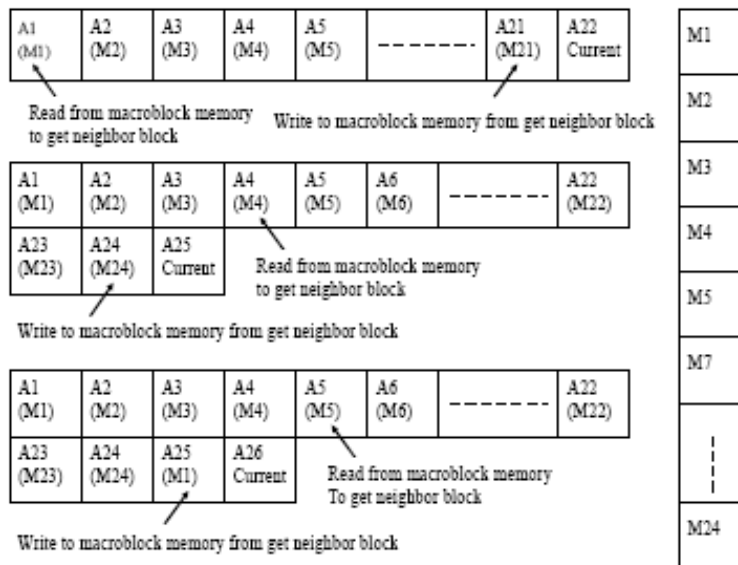 A1 A2 A3 A4 A5 A21 A22
(M1) (M2) (M3) (M4) (M5) (M21) Current
Read from macroblock memory
to get neighbor block
Write to macroblock memory from get neighbor block
A1 A2 A3 A4 A5 A6 A22
(M1) (M2) (M3) (M4) (M5) (M6) (M22)
A23 A24 A25
(M23) (M24) Current
Read from macroblock memory
to get neighbor block
Write to macroblock memory from get neighbor block
A1 A2 A3 A4 A5 A6 A22
(M1) (M2) (M3) (M4) (M5) (M6) (M22)
A23 A24 A25 A26
(M23) (M24) (M1) Current
Read from macroblock memory
To get neighbor block
Write to macroblock memory from get neighbor block
M1
M2
M3
M4
M5
M7
M24